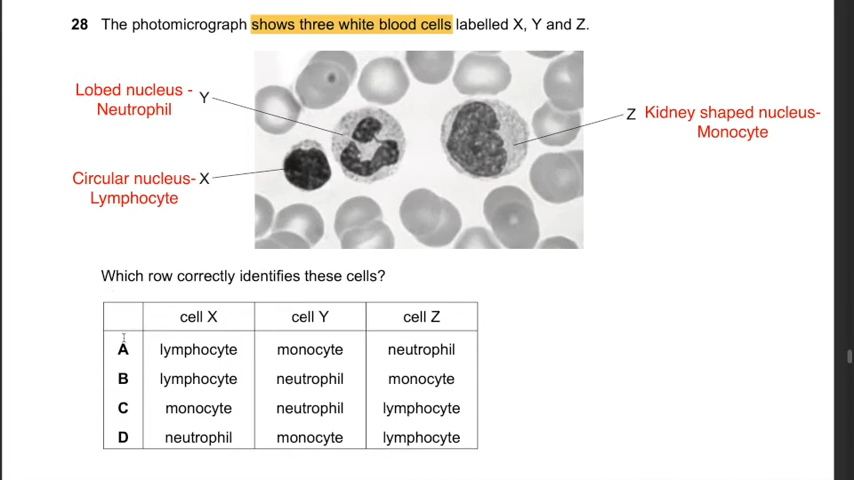 28 The photomicrograph shows three white blood cells labelled X, Y and Z.
Lobed nucleus -
Neutrophil
Y
Z
Kidney shaped nucleus-
Monocyte
Circular nucleus-
Lymphocyte
X
Which row correctly identifies these cells?
cell X cell Y cell Z
A lymphocyte monocyte neutrophil
B lymphocyte neutrophil monocyte
C monocyte neutrophil lymphocyte
D neutrophil monocyte lymphocyte